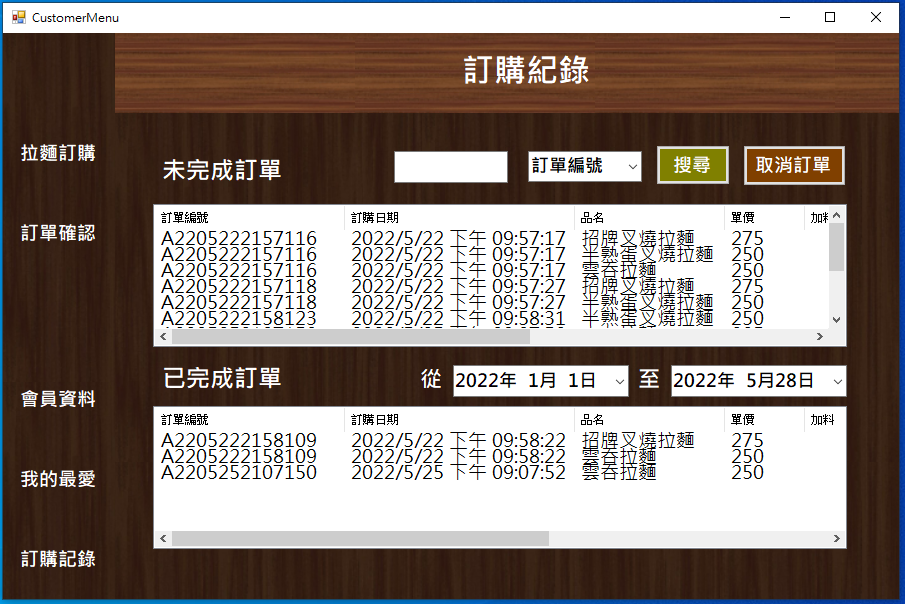 CustomerMenu
訂購紀錄
拉麵訂購
訂單確認
會員資料
我的最愛
訂購記錄
未完成訂單 訂單編號 搜尋 取消訂單
訂單編號 訂購日期 品名 單價 加料
A2205222157116 2022/5/22 下午 09:57:17 招牌叉燒拉麵 275
A2205222157116 2022/5/22 下午 09:57:17 半熟蛋叉燒拉麵 250
A2205222157116 2022/5/22 下午 09:57:17 雲吞拉麵 250
A2205222157118 2022/5/22 下午 09:57:27 招牌叉燒拉麵 275
A2205222157118 2022/5/22 下午 09:57:27 半熟蛋叉燒拉麵 250
A2205222158123 2022/5/22 下午 09:58:31 半熟蛋叉燒拉麵 250
已完成訂單 從 2022年 1月 1日 至 2022年 5月28日
訂單編號 訂購日期 品名 單價 加料
A2205222158109 2022/5/22 下午 09:58:22 招牌叉燒拉麵 275
A2205222158109 2022/5/22 下午 09:58:22 雲吞拉麵 250
A2205252107150 2022/5/25 下午 09:07:52 雲吞拉麵 250